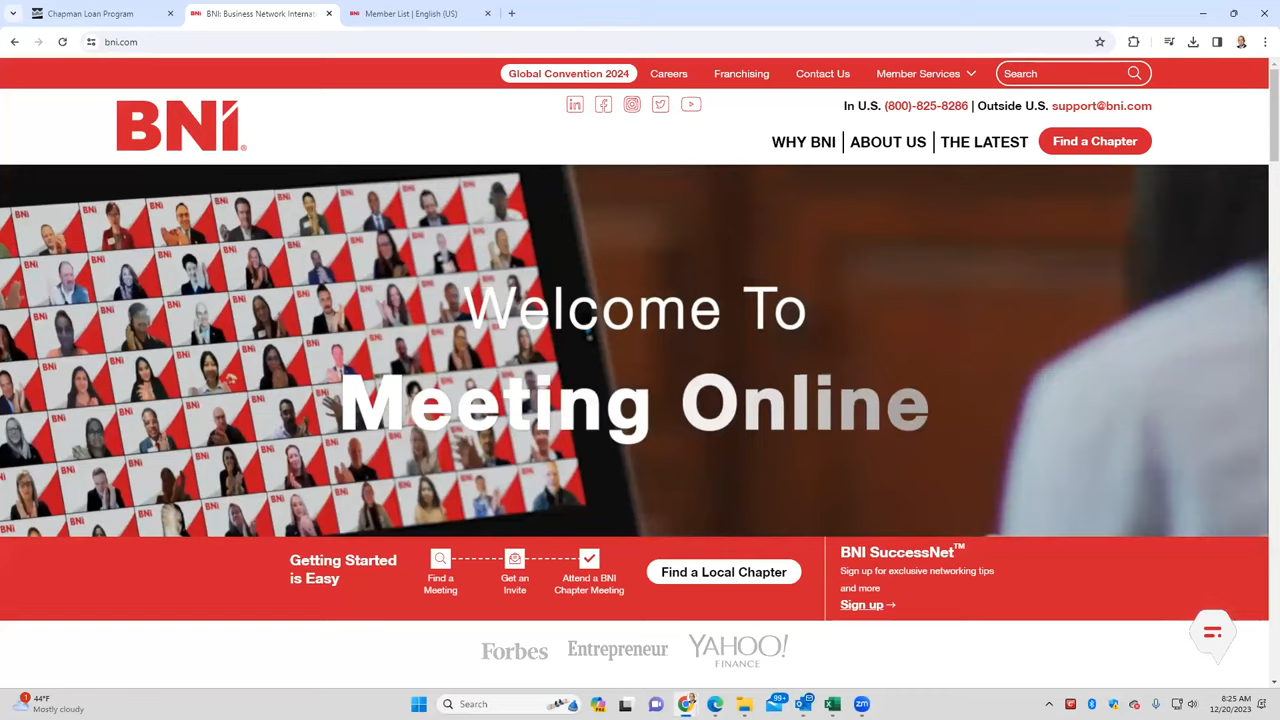 Chapman Loan Program
BNI: Business Network Internat
Member List | English (US)
bni.com
Global Convention 2024
Careers
Franchising
Contact Us
Member Services
Search
BNI®
In U.S. (800)-825-8286 | Outside U.S. support@bni.com
WHY BNI
ABOUT US
THE LATEST
Find a Chapter
Welcome To
Meeting Online
Getting Started
is Easy
Find a
Meeting
Get an
Invite
Attend a BNI
Chapter Meeting
Find a Local Chapter
BNI SuccessNet™
Sign up for exclusive networking tips
and more
Sign up →
Forbes
Entrepreneur
YAHOO!
FINANCE
1
44°F
Mostly cloudy
Search
99+
zm
8:25 AM
12/20/2023